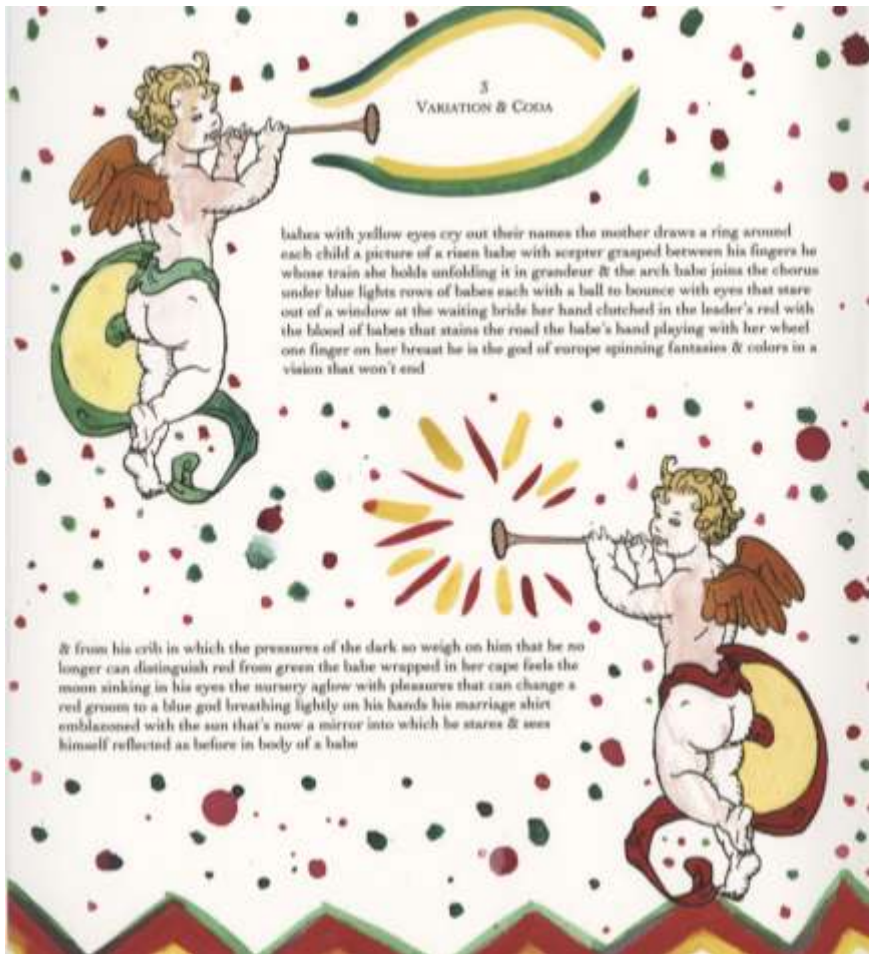 3
VARIATION & CODA
babes with yellow eyes cry out their names the mother draws a ring around
each child a picture of a risen babe with scepter grasped between his fingers he
whose train she holds unfolding it in grandeur & the arch babe joins the chorus
under blue lights rows of babes each with a ball to bounce with eyes that stare
out of a window at the waiting bride her hand clutched in the leader's red with
the blood of babes that stains the road the babe's hand playing with her wheel
one finger on her breast he is the god of europe spinning fantasies & colors in a
vision that won't end
& from his crib in which the pressures of the dark so weigh on him that he no
longer can distinguish red from green the babe wrapped in her cape feels the
moon sinking in his eyes the nursery aglow with pleasures that can change a
red groom to a blue god breathing lightly on his hands his marriage shirt
emblazoned with the sun that's now a mirror into which he stares & sees
himself reflected as before in body of a babe